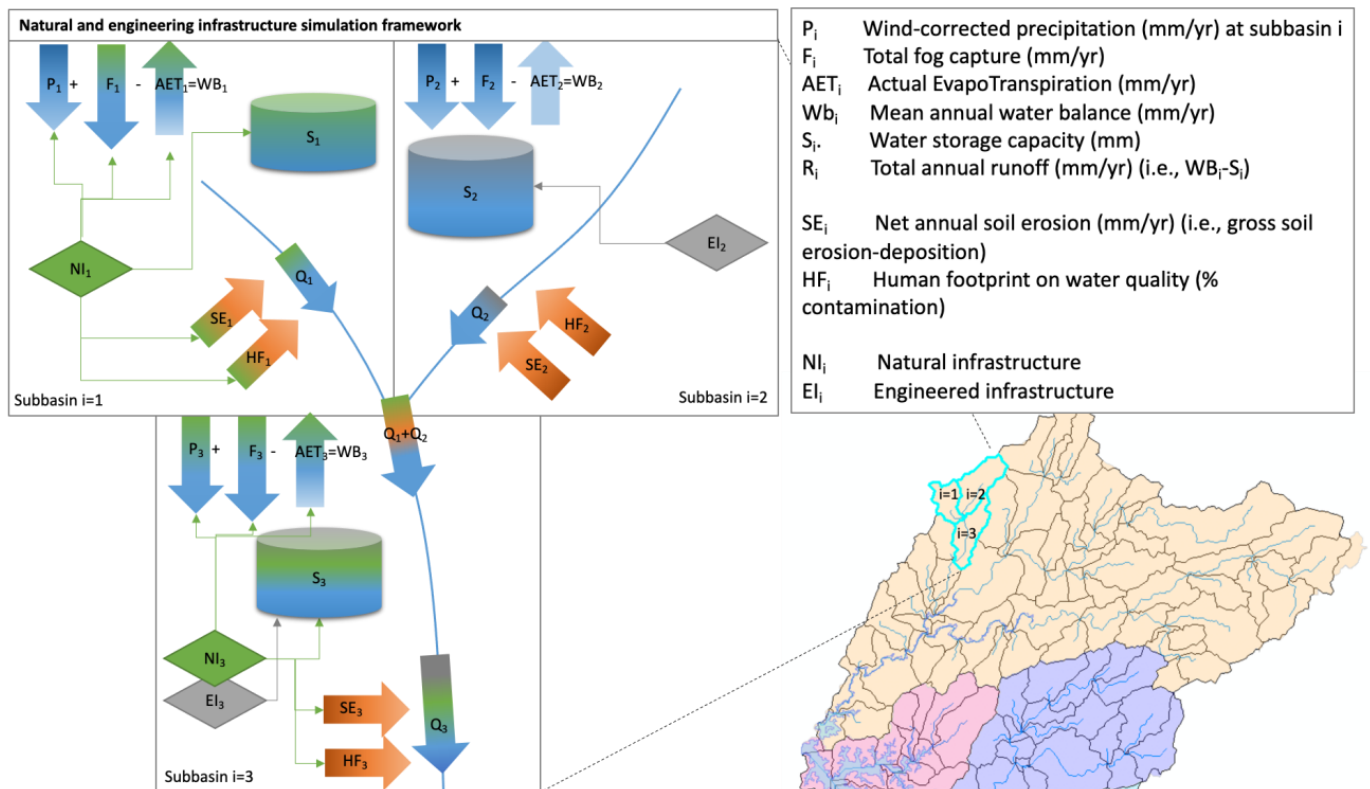 Natural and engineering infrastructure simulation framework
P1 + F1 - AET1=WB1
S1
NI1
Q1
SE1
HF1
Subbasin i=1
P2 + F2 - AET2=WB2
S2
EI2
Q2
HF2
SE2
Subbasin i=2
Q1+Q2
P3 + F3 - AET3=WB3
S3
NI3
EI3
SE3
Q3
HF3
Subbasin i=3
Pi Wind-corrected precipitation (mm/yr) at subbasin i
Fi Total fog capture (mm/yr)
AETi Actual EvapoTranspiration (mm/yr)
Wbi Mean annual water balance (mm/yr)
Si. Water storage capacity (mm)
Ri Total annual runoff (mm/yr) (i.e., WBi-Si)
SEi Net annual soil erosion (mm/yr) (i.e., gross soil
erosion-deposition)
HFi Human footprint on water quality (%
contamination)
NIi Natural infrastructure
EIi Engineered infrastructure
i=1 i=2
i=3